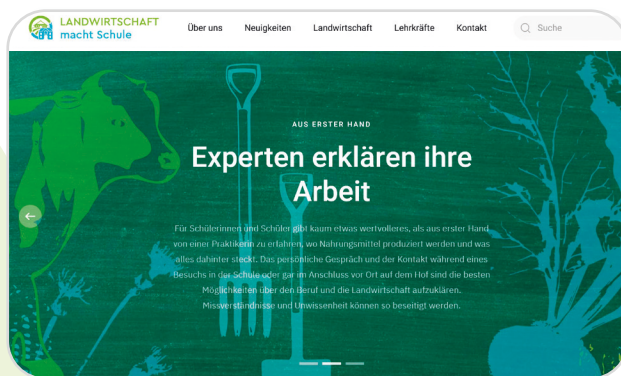 LANDWIRTSCHAFT
macht Schule
Über uns Neuigkeiten Landwirtschaft Lehrkräfte Kontakt Suche
AUS ERSTER HAND
Experten erklären ihre
Arbeit
Für Schülerinnen und Schüler gibt kaum etwas wertvolleres, als aus erster Hand
von einer Praktikerin zu erfahren, wo Nahrungsmittel produziert werden und was
alles dahinter steckt. Das persönliche Gespräch und der Kontakt während eines
Besuchs in der Schule oder gar im Anschluss vor Ort auf dem Hof sind die besten
Möglichkeiten über den Beruf und die Landwirtschaft aufzuklären.
Missverständnisse und Unwissenheit können so beseitigt werden.